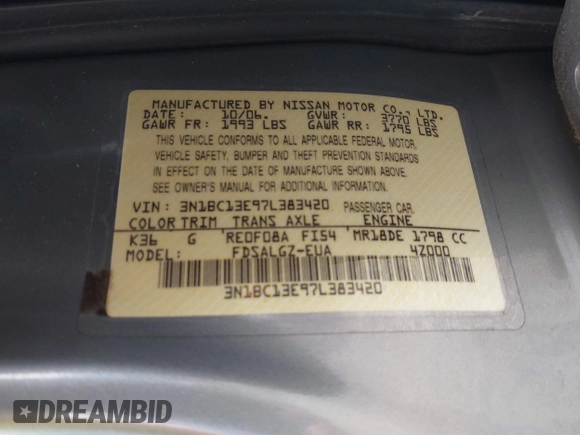 MANUFACTURED BY NISSAN MOTOR CO., LTD.
DATE: 10/06. GVWR: 3770 LBS
GAWR FR: 1993 LBS GAWR RR: 1795 LBS
THIS VEHICLE CONFORMS TO ALL APPLICABLE FEDERAL MOTOR
VEHICLE SAFETY, BUMPER AND THEFT PREVENTION STANDARDS
IN EFFECT ON THE DATE OF MANUFACTURE SHOWN ABOVE.
SEE OWNER'S MANUAL FOR ADDITIONAL INFORMATION.
VIN: 3N1BC13E97L383420 PASSENGER CAR
COLOR TRIM TRANS AXLE ENGINE
K36 G RE0F08A FI54 MR18DE 1798 CC
MODEL: FDSALGZ-EUA 4Z000
3N1BC13E97L383420
DREAMBID